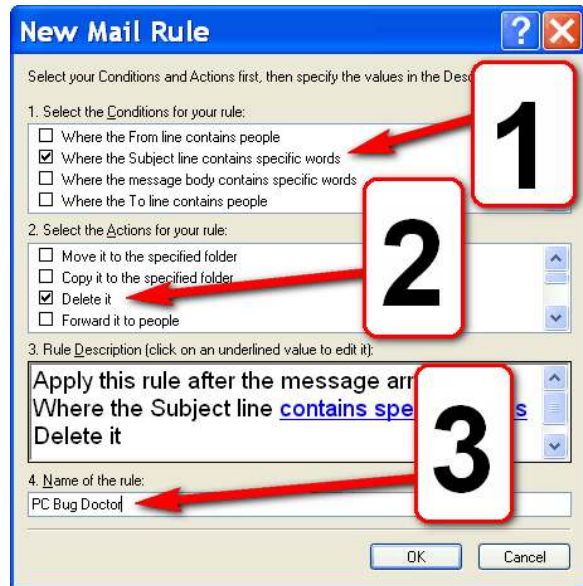 New Mail Rule
Select your Conditions and Actions first, then specify the values in the
1. Select the Conditions for your rule:
Where the From line contains people
Where the Subject line contains specific words
Where the message body contains specific words
Where the To line contains people
1
2. Select the Actions for your rule:
Move it to the specified folder
Copy it to the specified folder
Delete it
Forward it to people
2
3. Rule Description (click on an underlined value to edit it):
Apply this rule after the message
Where the Subject line contains
Delete it
3
4. Name of the rule:
PC Bug Doctor
OK Cancel